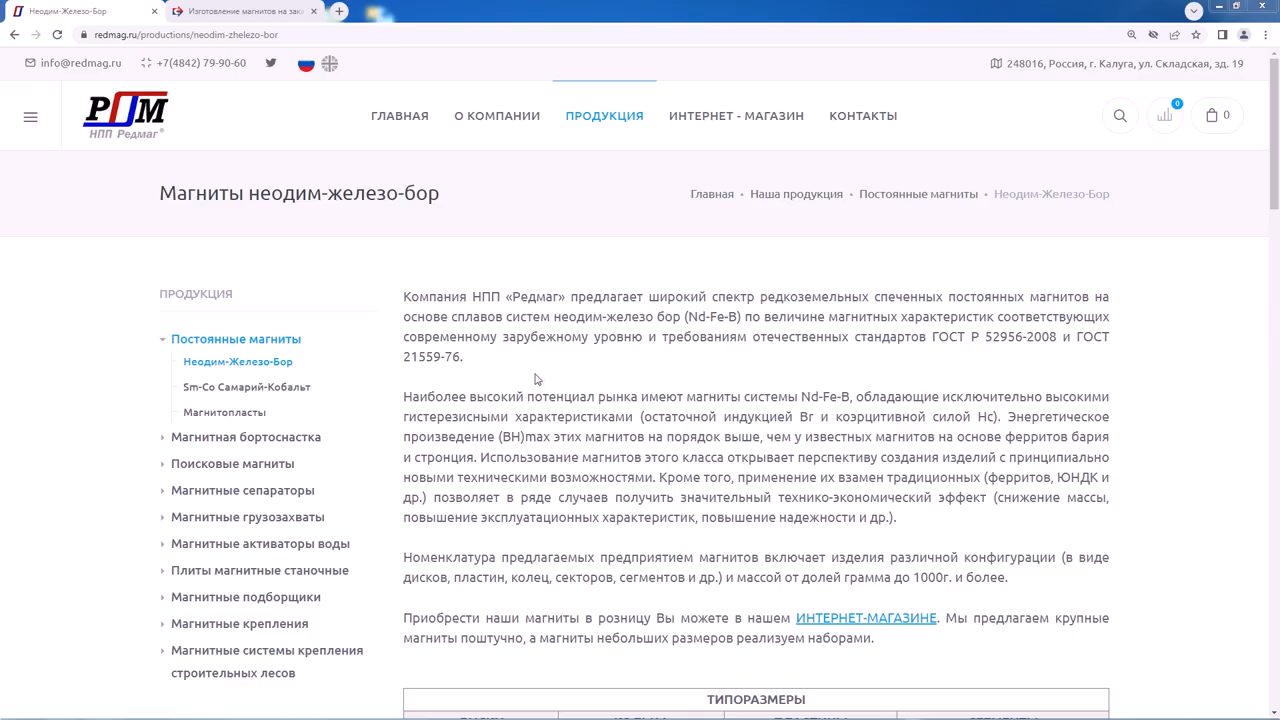 Неодим-Железо-Бор
Изготовление магнитов на зак
redmag.ru/productions/neodim-zhelezo-bor
info@redmag.ru
+7(4842) 79-90-60
248016, Россия, г. Калуга, ул. Складская, зд. 19
НПП Редмаг®
ГЛАВНАЯ
О КОМПАНИИ
ПРОДУКЦИЯ
ИНТЕРНЕТ - МАГАЗИН
КОНТАКТЫ
0
0
Магниты неодим-железо-бор
Главная • Наша продукция • Постоянные магниты • Неодим-Железо-Бор
ПРОДУКЦИЯ
Постоянные магниты
Неодим-Железо-Бор
Sm-Co Самарий-Кобальт
Магнитопласты
Магнитная бортоснастка
Поисковые магниты
Магнитные сепараторы
Магнитные грузозахваты
Магнитные активаторы воды
Плиты магнитные станочные
Магнитные подборщики
Магнитные крепления
Магнитные системы крепления
строительных лесов
Компания НПП «Редмаг» предлагает широкий спектр редкоземельных спеченных постоянных магнитов на
основе сплавов систем неодим-железо бор (Nd-Fe-B) по величине магнитных характеристик соответствующих
современному зарубежному уровню и требованиям отечественных стандартов ГОСТ Р 52956-2008 и ГОСТ
21559-76.
Наиболее высокий потенциал рынка имеют магниты системы Nd-Fe-B, обладающие исключительно высокими
гистерезисными характеристиками (остаточной индукцией Br и коэрцитивной силой Hc). Энергетическое
произведение (BH)max этих магнитов на порядок выше, чем у известных магнитов на основе ферритов бария
и стронция. Использование магнитов этого класса открывает перспективу создания изделий с принципиально
новыми техническими возможностями. Кроме того, применение их взамен традиционных (ферритов, ЮНДК и
др.) позволяет в ряде случаев получить значительный технико-экономический эффект (снижение массы,
повышение эксплуатационных характеристик, повышение надежности и др.).
Номенклатура предлагаемых предприятием магнитов включает изделия различной конфигурации (в виде
дисков, пластин, колец, секторов, сегментов и др.) и массой от долей грамма до 1000г. и более.
Приобрести наши магниты в розницу Вы можете в нашем ИНТЕРНЕТ-МАГАЗИНЕ. Мы предлагаем крупные
магниты поштучно, а магниты небольших размеров реализуем наборами.
ТИПОРАЗМЕРЫ